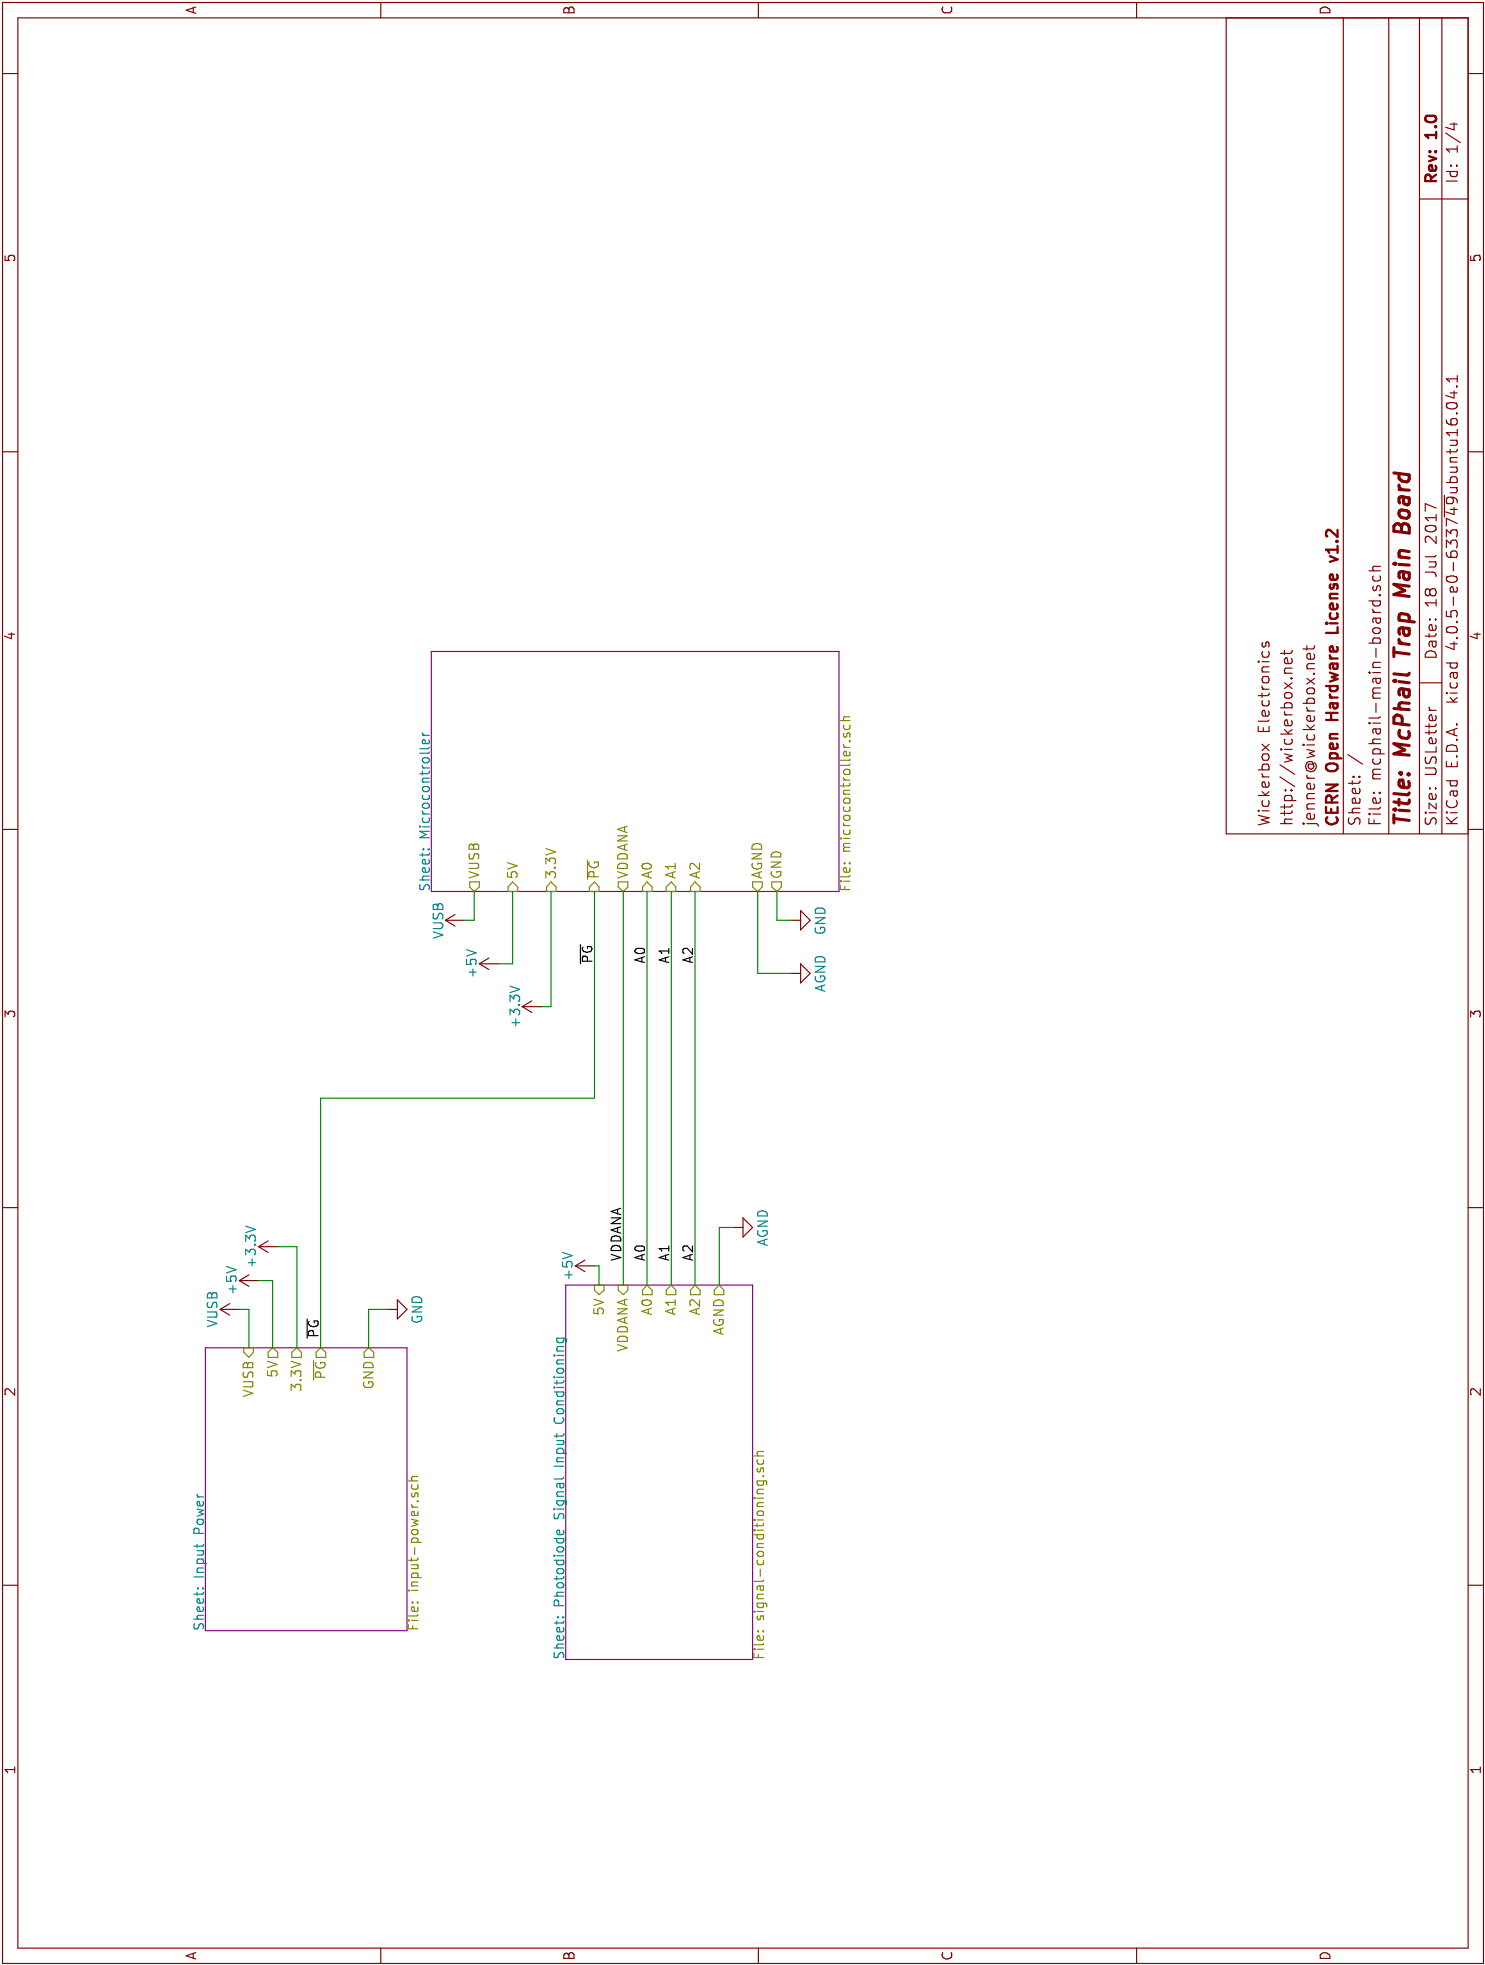 1
2
3
4
5
A
B
C
D
Sheet: Input Power
VUSB
5V
3.3V
PG
GND
File: input-power.sch
VUSB
+5V
+3.3V
PG
GND
Sheet: Photodiode Signal Input Conditioning
5V
VDDANA
A0
A1
A2
AGND
File: signal-conditioning.sch
+5V
VDDANA
A0
A1
A2
AGND
VUSB
+5V
+3.3V
PG
A0
A1
A2
AGND
GND
Sheet: Microcontroller
VUSB
5V
3.3V
PG
VDDANA
A0
A1
A2
AGND
GND
File: microcontroller.sch
Wickerbox Electronics
http://wickerbox.net
jenner@wickerbox.net
CERN Open Hardware License v1.2
Sheet: /
File: mcphail-main-board.sch
Title: McPhail Trap Main Board
Size: USLetter Date: 18 Jul 2017 Rev: 1.0
KiCad E.D.A. kicad 4.0.5-e0-633749ubuntu16.04.1 Id: 1/4
A
B
C
D
1
2
3
4
5